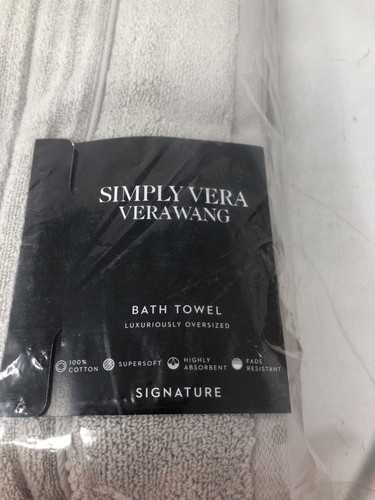 SIMPLY VERA
VERAWANG
BATH TOWEL
LUXURIOUSLY OVERSIZED
100% COTTON
SUPERSOFT
HIGHLY ABSORBENT
FADE RESISTANT
SIGNATURE